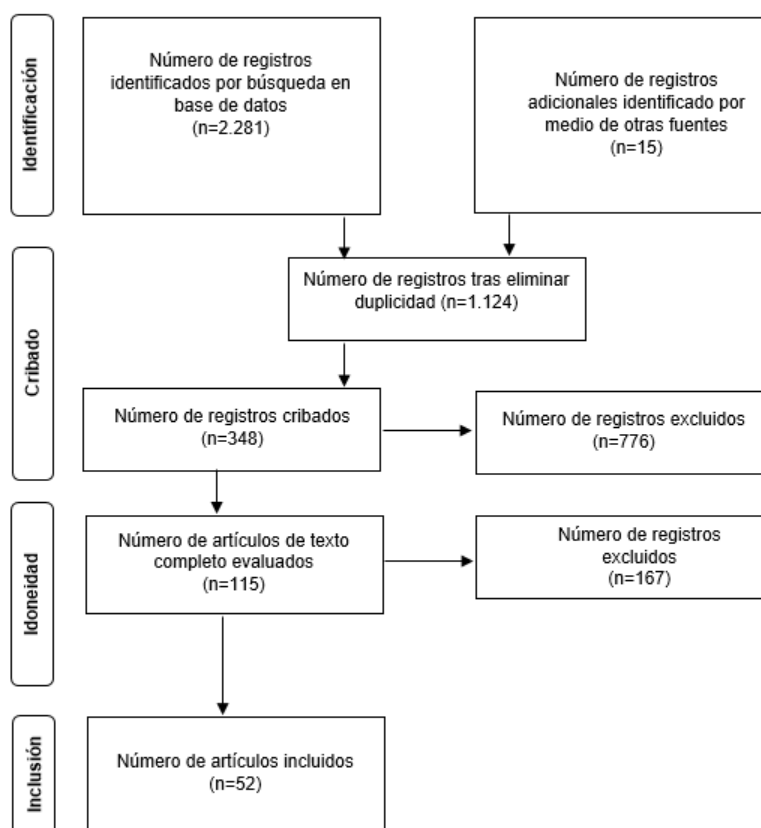 Identificación
Número de registros
identificados por búsqueda en
base de datos
(n=2.281)
Número de registros
adicionales identificado por
medio de otras fuentes
(n=15)
Cribado
Número de registros tras eliminar
duplicidad (n=1.124)
Número de registros cribados
(n=348)
Número de registros excluidos
(n=776)
Idoneidad
Número de artículos de texto
completo evaluados
(n=115)
Número de registros
excluidos
(n=167)
Inclusión
Número de artículos incluidos
(n=52)